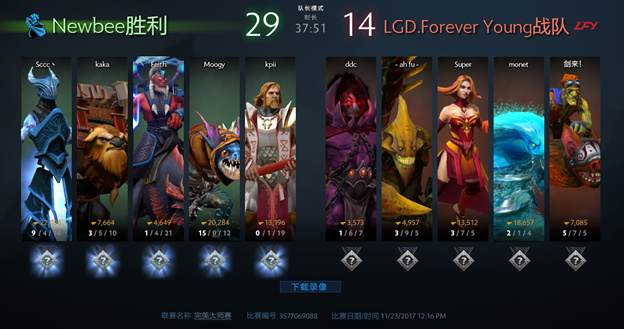 Newbee胜利
29
队长模式
时长
37:51
14
LGD.Forever Young战队
LFY
kaka
Faith
Moogy
kpii
ddc
- ah fu -
Super
monet
剑来!
7,664
4,649
20,284
13,196
3,573
4,957
13,512
18,657
7,085
3 / 5 / 10
1 / 4 / 21
15 / 0 / 12
0 / 1 / 19
1 / 6 / 7
3 / 9 / 5
3 / 7 / 5
2 / 1 / 4
5 / 7 / 5
下载录像
联赛名称 完美大师赛
比赛编号 3577069088
比赛日期/时间 11/23/2017 12:16 PM